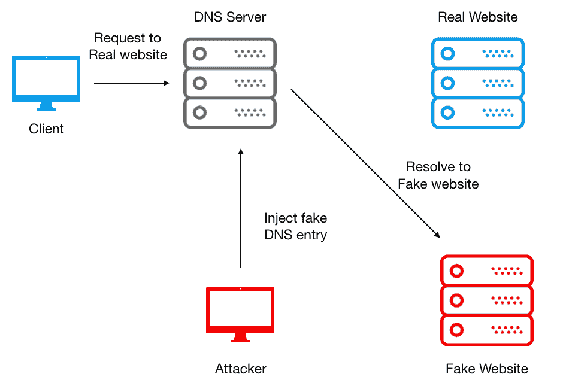 DNS Server
Real Website
Request to
Real website
Client
Resolve to
Fake website
Inject fake
DNS entry
Attacker
Fake Website